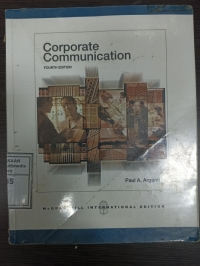 Corporate
Communication
FOURTH EDITION
Paul A. Argenti
McGRAW-HILL INTERNATIONAL EDITION